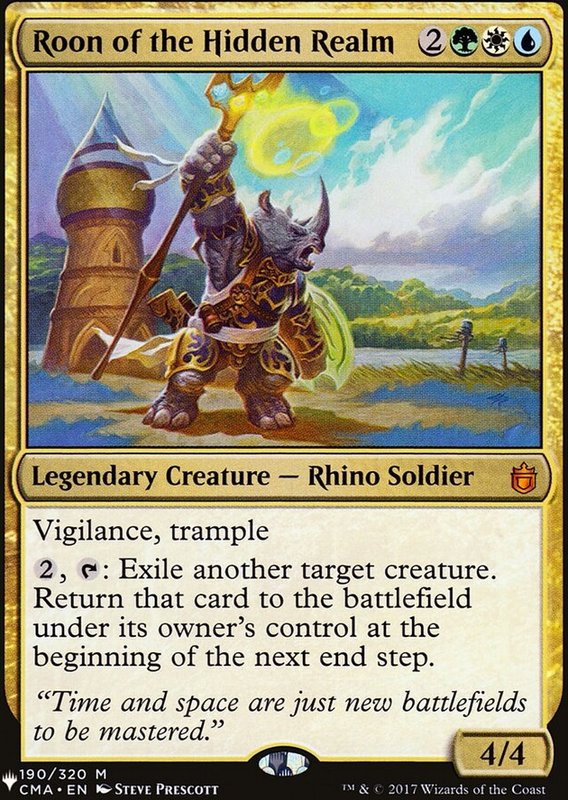 Roon of the Hidden Realm 2
Legendary Creature — Rhino Soldier
Vigilance, trample
2, : Exile another target creature.
Return that card to the battlefield
under its owner's control at the
beginning of the next end step.
“Time and space are just new battlefields
to be mastered.”
4/4
190/320 M
CMA • EN STEVE PRESCOTT
™ & © 2017 Wizards of the Coast